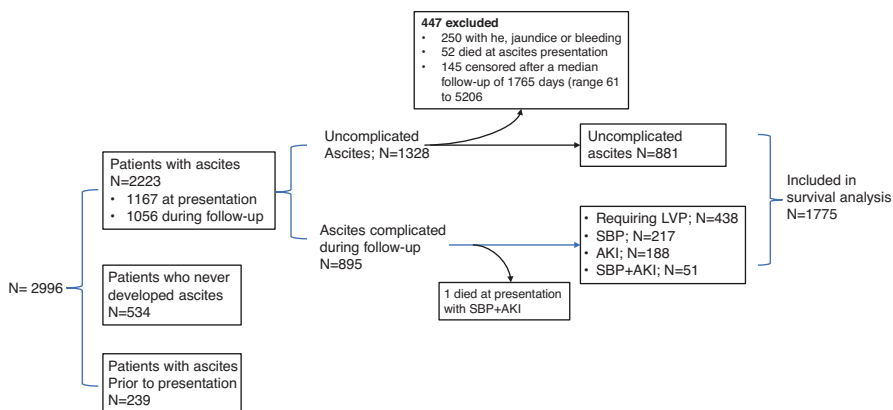 447 excluded
• 250 with he, jaundice or bleeding
• 52 died at ascites presentation
• 145 censored after a median
follow-up of 1765 days (range 61
to 5206
Uncomplicated
Ascites; N=1328
Uncomplicated
ascites N=881
Patients with ascites
N=2223
• 1167 at presentation
• 1056 during follow-up
Included in
survival analysis
N=1775
Ascites complicated
during follow-up
N=895
• Requiring LVP; N=438
• SBP; N=217
• AKI; N=188
• SBP+AKI; N=51
N= 2996
Patients who never
developed ascites
N=534
1 died at presentation
with SBP+AKI
Patients with ascites
Prior to presentation
N=239